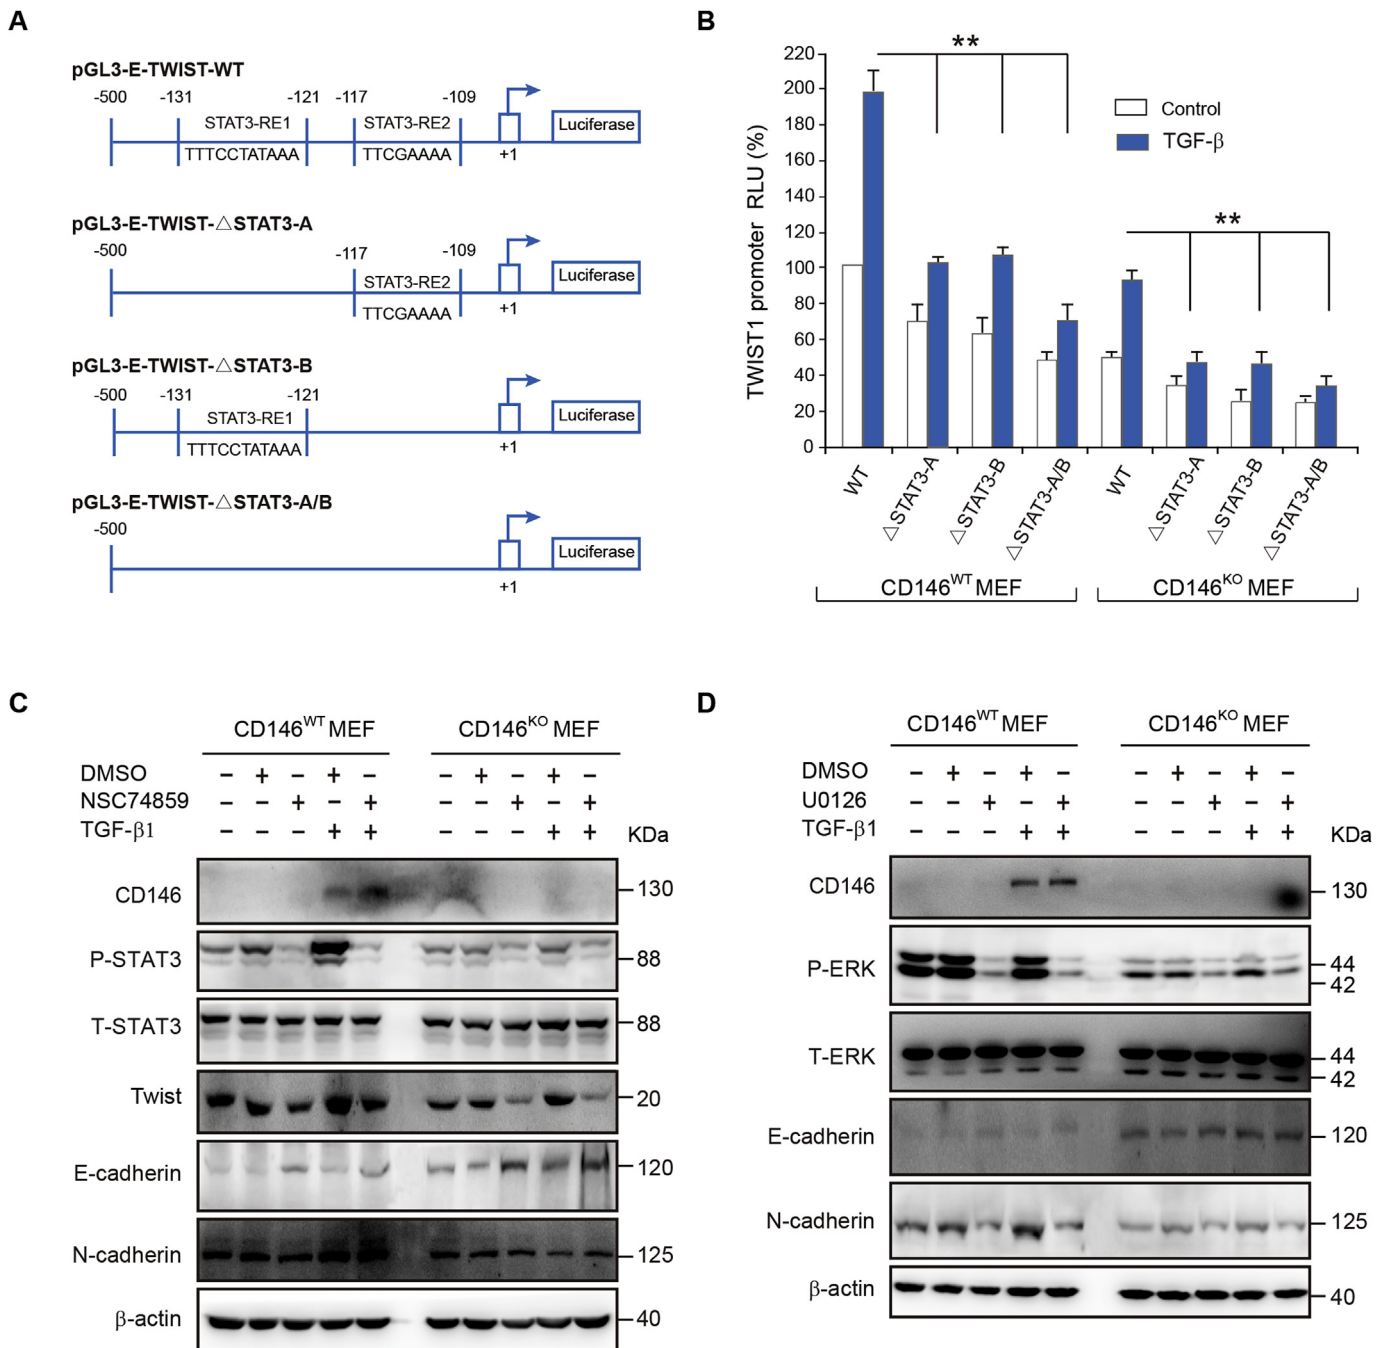 A
pGL3-E-TWIST-WT
-500 -131 -121 -117 -109
STAT3-RE1 STAT3-RE2 Luciferase
TTTCCTATAAA TTCGAAAA +1
pGL3-E-TWIST-△STAT3-A
-500 -117 -109
STAT3-RE2 Luciferase
TTCGAAAA +1
pGL3-E-TWIST-△STAT3-B
-500 -131 -121
STAT3-RE1 Luciferase
TTTCCTATAAA +1
pGL3-E-TWIST-△STAT3-A/B
-500
Luciferase
+1
B
TWIST1 promoter RLU (%)
220
200
180
160
140
120
100
80
60
40
20
0
**
**
Control
TGF-β
WT △STAT3-A △STAT3-B △STAT3-A/B WT △STAT3-A △STAT3-B △STAT3-A/B
CD146WT MEF CD146KO MEF
C
CD146WT MEF CD146KO MEF
DMSO − + − + − − + − + −
NSC74859 − − + − + − − + − +
TGF-β1 − − − + + − − − + + KDa
CD146 130
P-STAT3 88
T-STAT3 88
Twist 20
E-cadherin 120
N-cadherin 125
β-actin 40
D
CD146WT MEF CD146KO MEF
DMSO − + − + − − + − + −
U0126 − − + − + − − + − +
TGF-β1 − − − + + − − − + + KDa
CD146 130
P-ERK 44
42
T-ERK 44
42
E-cadherin 120
N-cadherin 125
β-actin 40